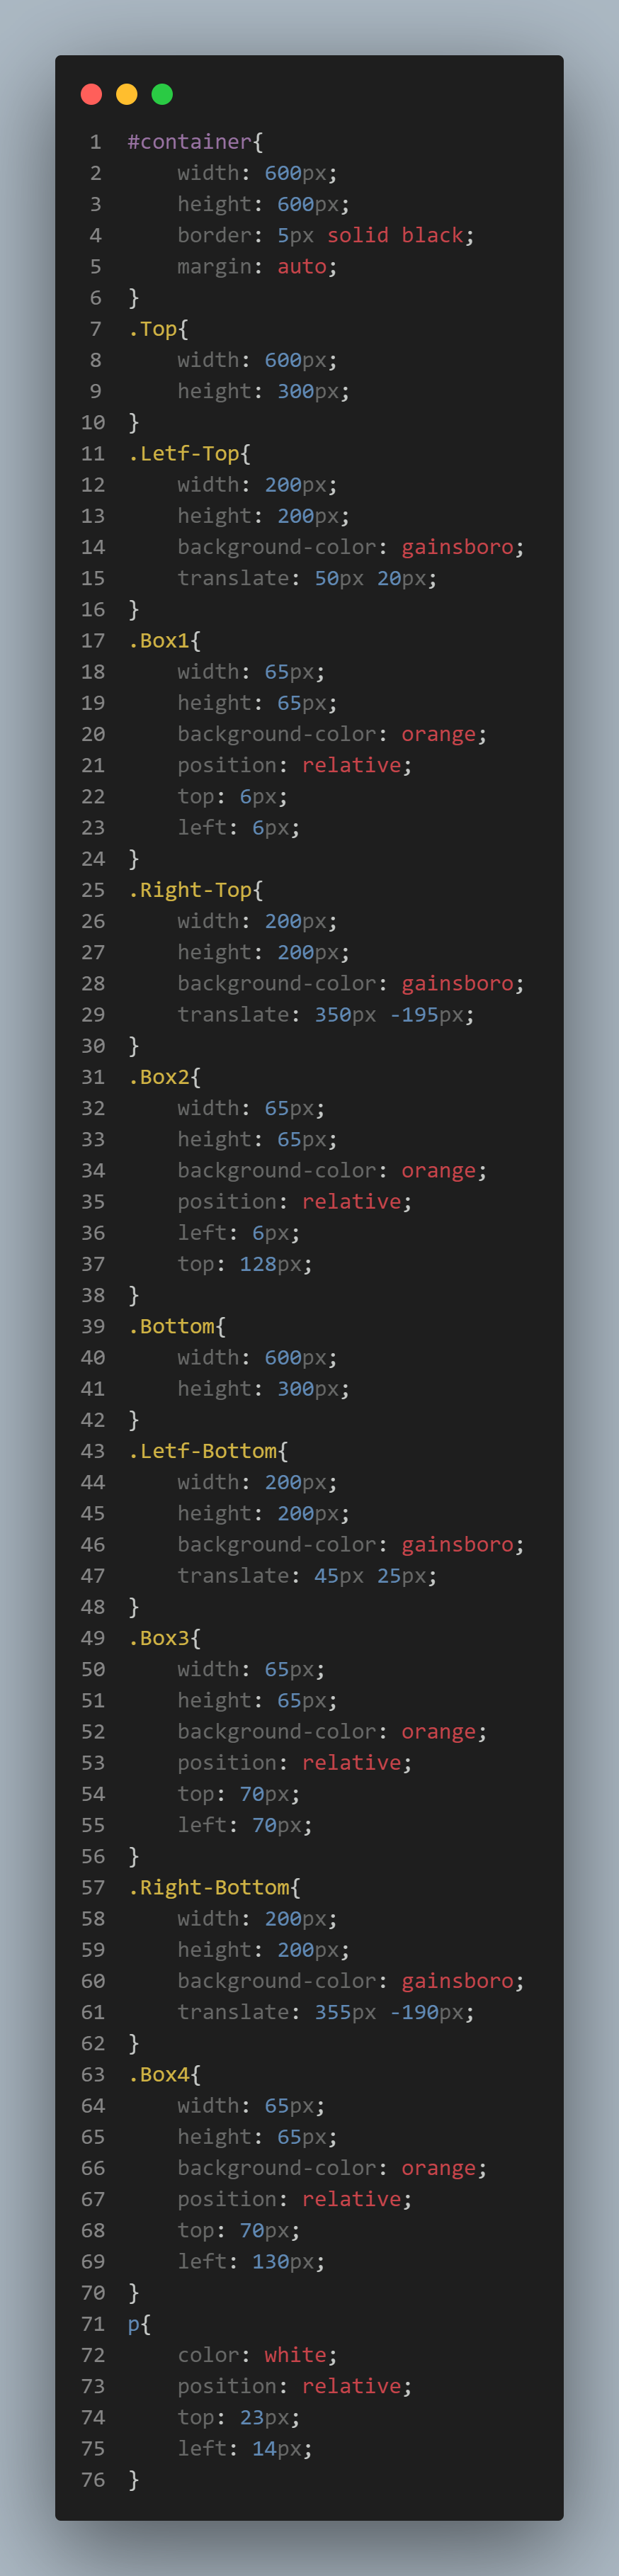 1 #container{
2     width: 600px;
3     height: 600px;
4     border: 5px solid black;
5     margin: auto;
6 }
7 .Top{
8     width: 600px;
9     height: 300px;
10 }
11 .Letf-Top{
12     width: 200px;
13     height: 200px;
14     background-color: gainsboro;
15     translate: 50px 20px;
16 }
17 .Box1{
18     width: 65px;
19     height: 65px;
20     background-color: orange;
21     position: relative;
22     top: 6px;
23     left: 6px;
24 }
25 .Right-Top{
26     width: 200px;
27     height: 200px;
28     background-color: gainsboro;
29     translate: 350px -195px;
30 }
31 .Box2{
32     width: 65px;
33     height: 65px;
34     background-color: orange;
35     position: relative;
36     left: 6px;
37     top: 128px;
38 }
39 .Bottom{
40     width: 600px;
41     height: 300px;
42 }
43 .Letf-Bottom{
44     width: 200px;
45     height: 200px;
46     background-color: gainsboro;
47     translate: 45px 25px;
48 }
49 .Box3{
50     width: 65px;
51     height: 65px;
52     background-color: orange;
53     position: relative;
54     top: 70px;
55     left: 70px;
56 }
57 .Right-Bottom{
58     width: 200px;
59     height: 200px;
60     background-color: gainsboro;
61     translate: 355px -190px;
62 }
63 .Box4{
64     width: 65px;
65     height: 65px;
66     background-color: orange;
67     position: relative;
68     top: 70px;
69     left: 130px;
70 }
71 p{
72     color: white;
73     position: relative;
74     top: 23px;
75     left: 14px;
76 }